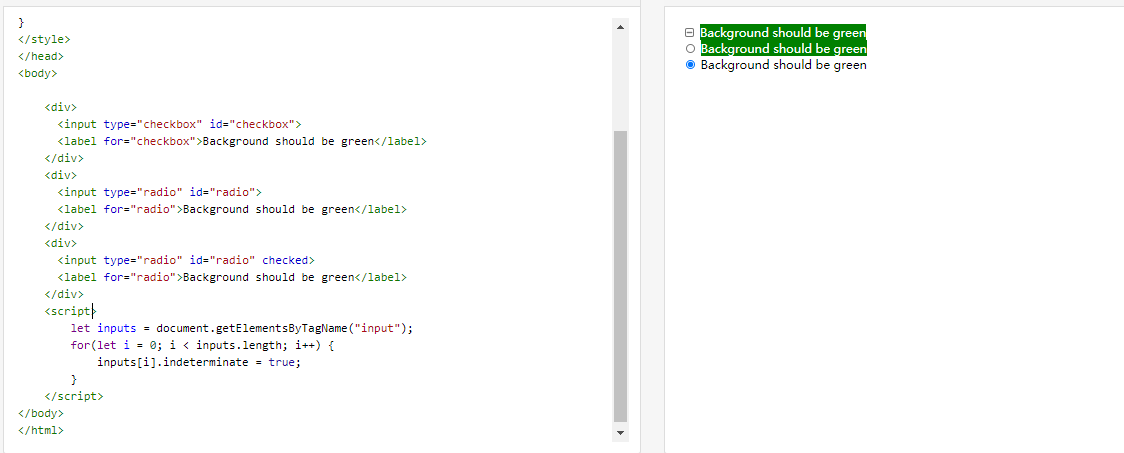 }
</style>
</head>
<body>
<div>
<input type="checkbox" id="checkbox">
<label for="checkbox">Background should be green</label>
</div>
<div>
<input type="radio" id="radio">
<label for="radio">Background should be green</label>
</div>
<div>
<input type="radio" id="radio" checked>
<label for="radio">Background should be green</label>
</div>
<script>
let inputs = document.getElementsByTagName("input");
for(let i = 0; i < inputs.length; i++) {
inputs[i].indeterminate = true;
}
</script>
</body>
</html>
Background should be green
Background should be green
Background should be green